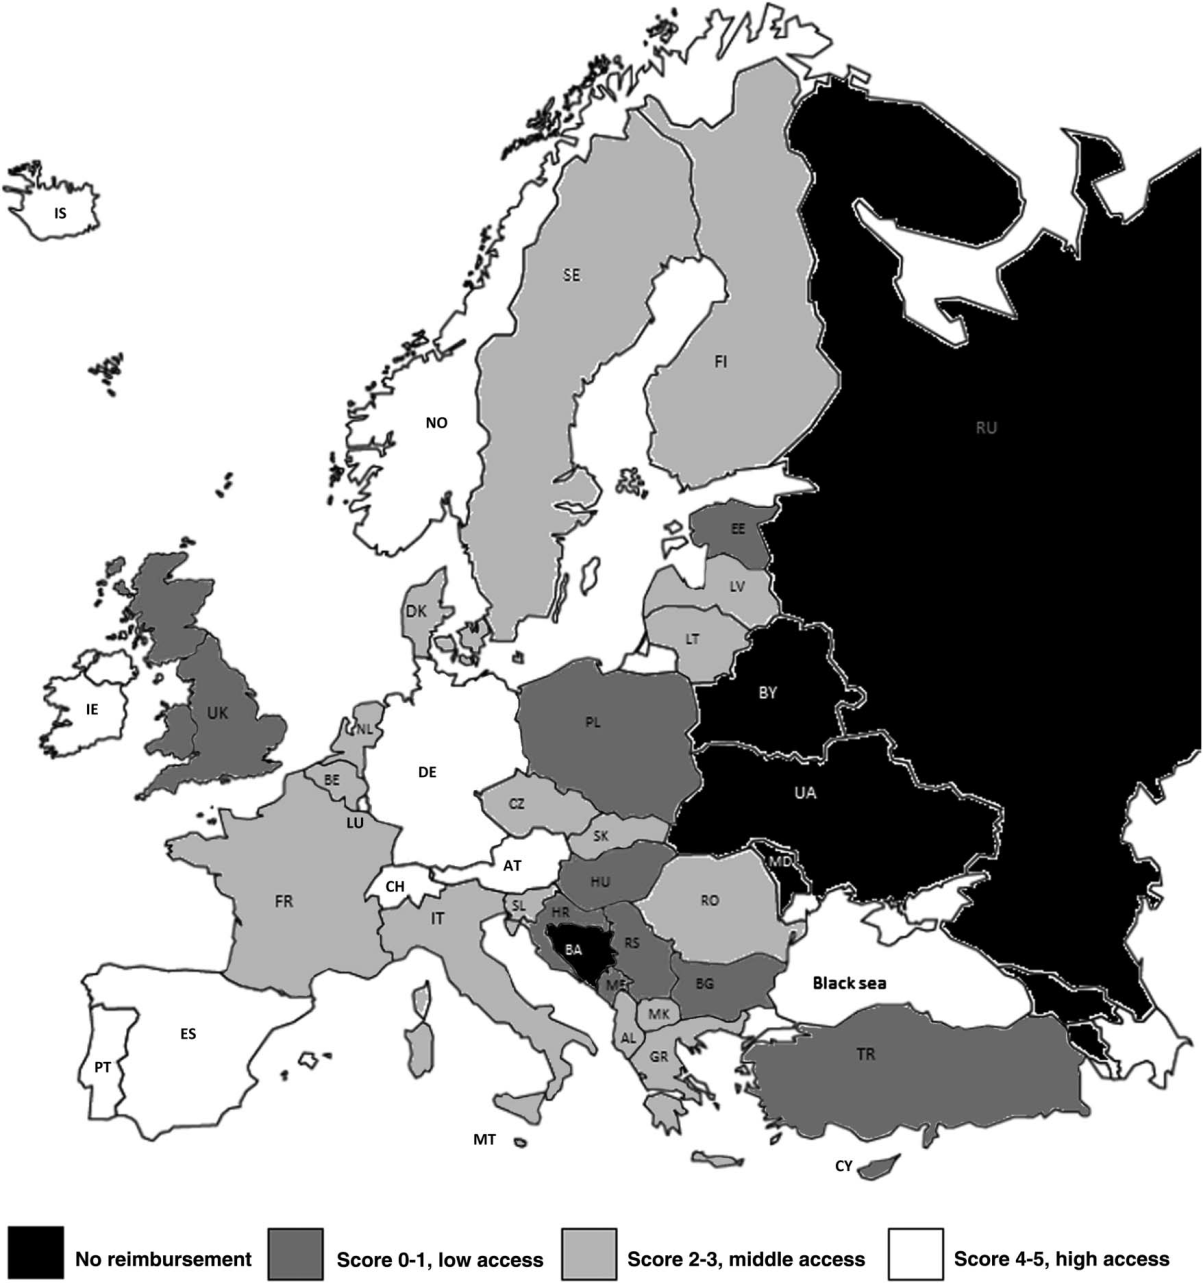 IS
SE
FI
NO
RU
EE
LV
DK
LT
IE
UK
BY
PL
NL
DE
BE
UA
CZ
LU
SK
MD
AT
CH
HU
FR
RO
SL
HR
IT
RS
BA
ME
BG
Black sea
MK
ES
AL
TR
GR
PT
MT
CY
No reimbursement
Score 0-1, low access
Score 2-3, middle access
Score 4-5, high access